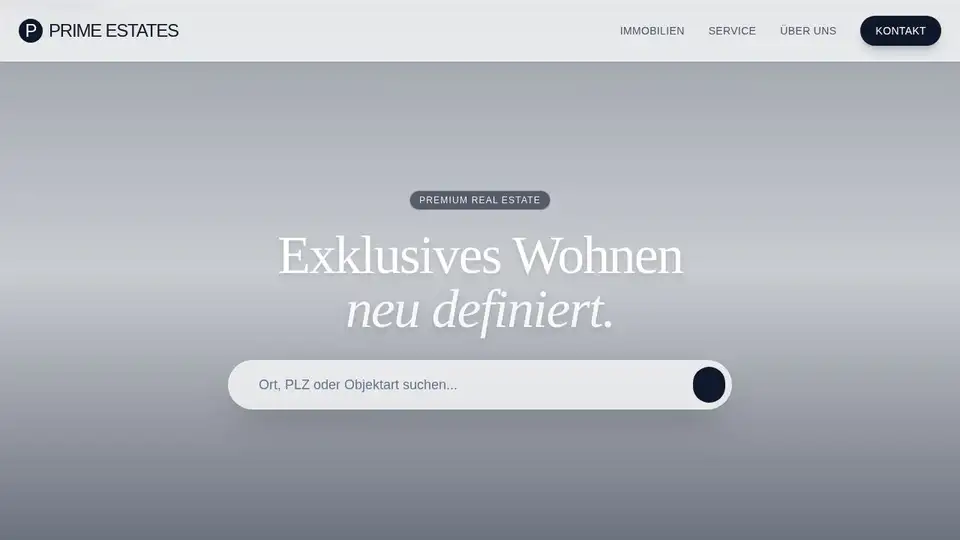 P PRIME ESTATES
IMMOBILIEN SERVICE ÜBER UNS KONTAKT
PREMIUM REAL ESTATE
Exklusives Wohnen
neu definiert.
Ort, PLZ oder Objektart suchen...